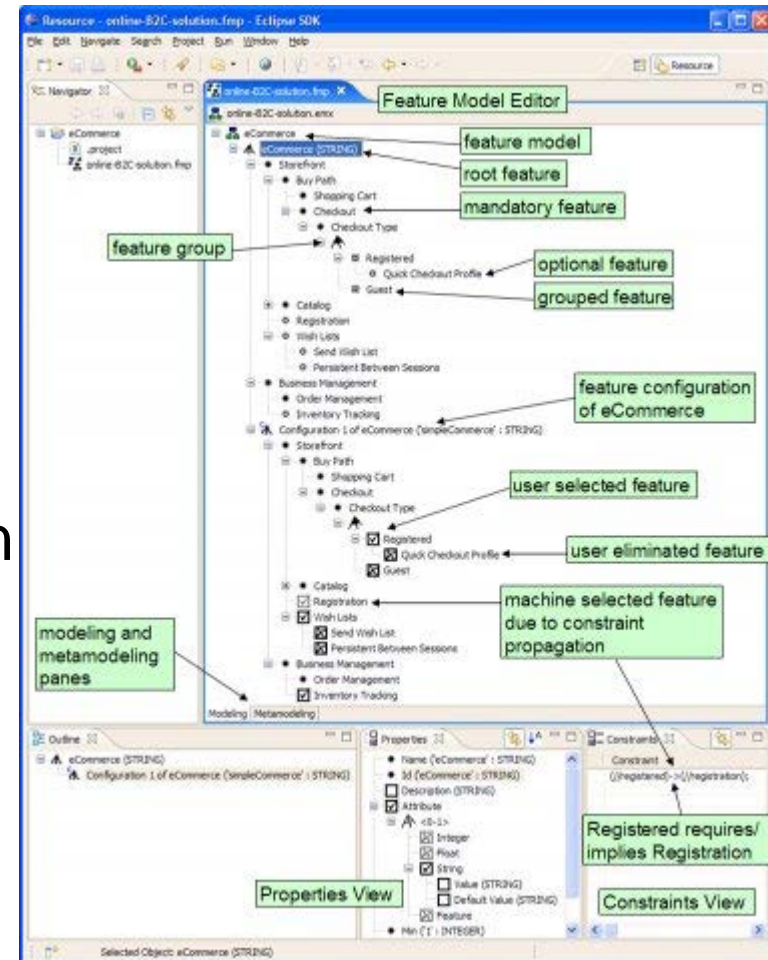 Resource - online-B2C-solution.fmp - Eclipse SDK
File Edit Navigate Search Project Run Window Help
Resource
Navigator
online-B2C-solution.fmp
Feature Model Editor
eCommerce
.project
online-B2C-solution.fmp
online-B2C-solution.emx
eCommerce
feature model
eCommerce (STRING)
root feature
Storefront
Buy Path
Shopping Cart
Checkout
mandatory feature
Checkout Type
feature group
Registered
optional feature
Quick Checkout Profile
Guest
grouped feature
Catalog
Registration
Wish Lists
Send Wish List
Persistent Between Sessions
Business Management
Order Management
Inventory Tracking
feature configuration
of eCommerce
Configuration 1 of eCommerce ('simpleCommerce' : STRING)
Storefront
Buy Path
Shopping Cart
Checkout
user selected feature
Checkout Type
Registered
Quick Checkout Profile
user eliminated feature
n
Guest
Catalog
Registration
machine selected feature
due to constraint
propagation
Wish Lists
Send Wish List
Persistent Between Sessions
modeling and
metamodeling
panes
Business Management
Order Management
Inventory Tracking
Modeling Metamodeling
Outline
eCommerce (STRING)
Configuration 1 of eCommerce ('simpleCommerce' : STRING)
Properties
Name ('eCommerce' : STRING)
Id ('eCommerce' : STRING)
Description (STRING)
Attribute
<0-1>
Integer
Float
String
Value (STRING)
Default Value (STRING)
Feature
Min ('1' : INTEGER)
Properties View
Constraints
Constraint
(//registered)->(//registration);
Registered requires/
implies Registration
Constraints View
Selected Object: eCommerce (STRING)